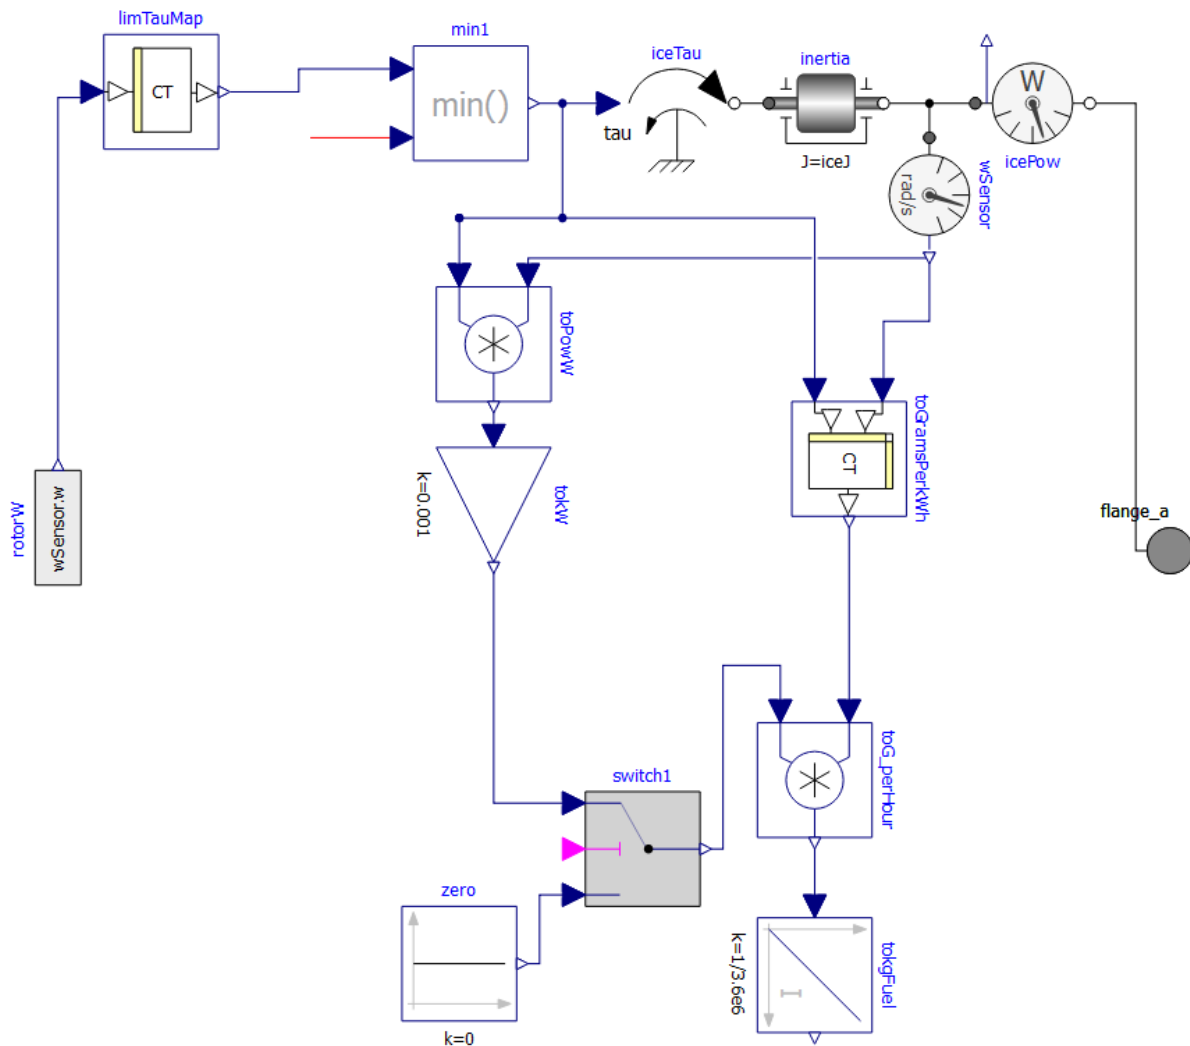 limTauMap
CT
min1
min()
iceTau
tau
inertia
J=iceJ
W
icePow
rad/s
wSensor
toPowW
k=0.001
tokW
CT
toGramsPerkWh
flange_a
rotorW
wSensor.w
switch1
toG_perHour
zero
k=0
k=1/3.6e6
I
tokgFuel